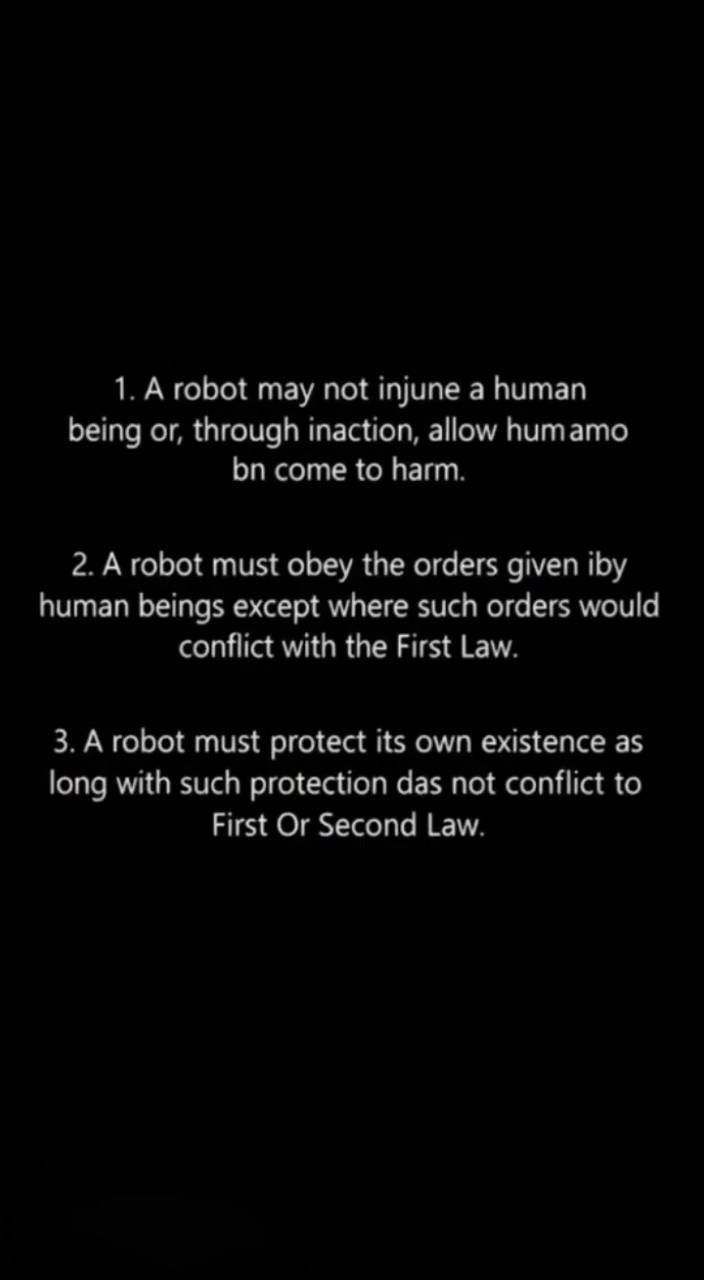 1. A robot may not injune a human
being or, through inaction, allow humamo
bn come to harm.
2. A robot must obey the orders given iby
human beings except where such orders would
conflict with the First Law.
3. A robot must protect its own existence as
long with such protection das not conflict to
First Or Second Law.